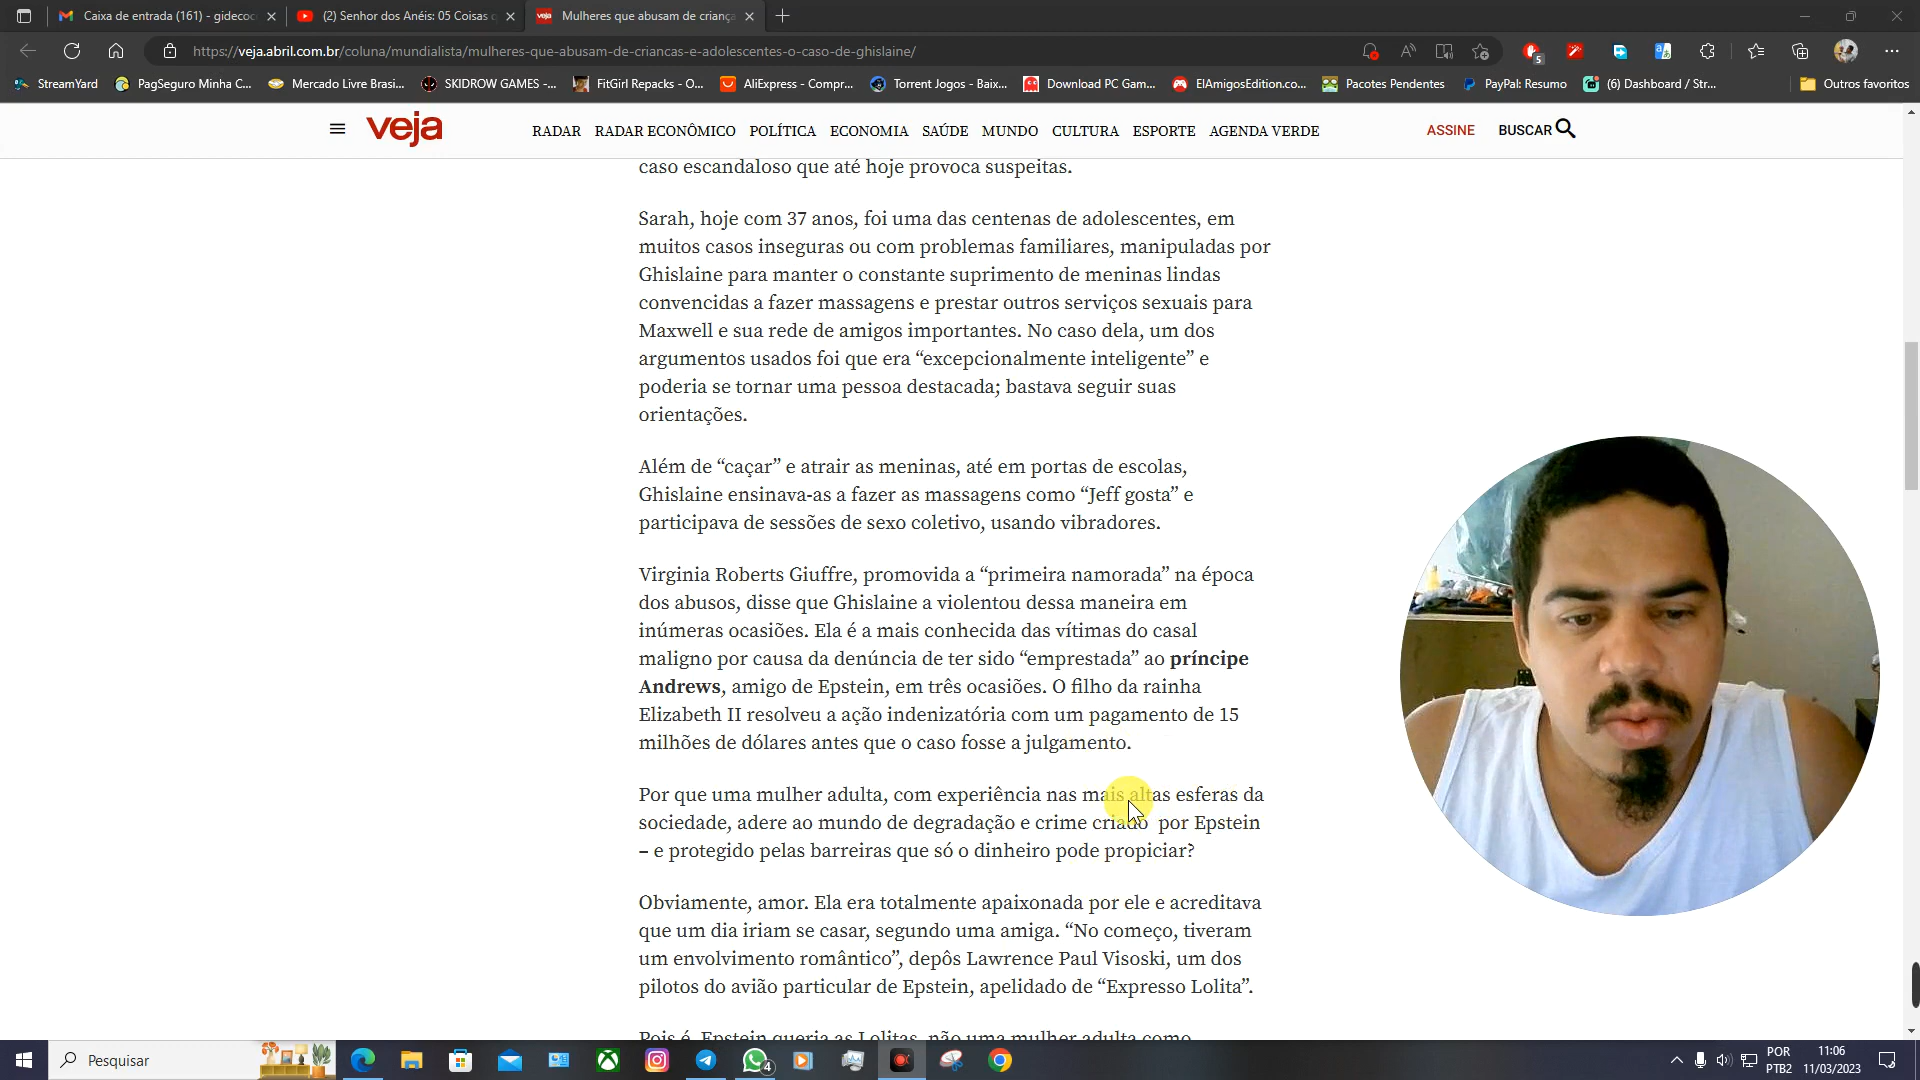 Caixa de entrada (161) - gidecoc
(2) Senhor dos Anéis: 05 Coisas q
Mulheres que abusam de criança
https://veja.abril.com.br/coluna/mundialista/mulheres-que-abusam-de-criancas-e-adolescentes-o-caso-de-ghislaine/
5
StreamYard
PagSeguro Minha C...
Mercado Livre Brasi...
SKIDROW GAMES -...
FitGirl Repacks - O...
AliExpress - Compr...
Torrent Jogos - Baix...
Download PC Gam...
ElAmigosEdition.co...
Pacotes Pendentes
PayPal: Resumo
(6) Dashboard / Str...
Outros favoritos
veja
RADAR RADAR ECONÔMICO POLÍTICA ECONOMIA SAÚDE MUNDO CULTURA ESPORTE AGENDA VERDE
ASSINE
BUSCAR
caso escandaloso que até hoje provoca suspeitas.
Sarah, hoje com 37 anos, foi uma das centenas de adolescentes, em
muitos casos inseguras ou com problemas familiares, manipuladas por
Ghislaine para manter o constante suprimento de meninas lindas
convencidas a fazer massagens e prestar outros serviços sexuais para
Maxwell e sua rede de amigos importantes. No caso dela, um dos
argumentos usados foi que era “excepcionalmente inteligente” e
poderia se tornar uma pessoa destacada; bastava seguir suas
orientações.
Além de “caçar” e atrair as meninas, até em portas de escolas,
Ghislaine ensinava-as a fazer as massagens como “Jeff gosta” e
participava de sessões de sexo coletivo, usando vibradores.
Virginia Roberts Giuffre, promovida a “primeira namorada” na época
dos abusos, disse que Ghislaine a violentou dessa maneira em
inúmeras ocasiões. Ela é a mais conhecida das vítimas do casal
maligno por causa da denúncia de ter sido “emprestada” ao príncipe
Andrews, amigo de Epstein, em três ocasiões. O filho da rainha
Elizabeth II resolveu a ação indenizatória com um pagamento de 15
milhões de dólares antes que o caso fosse a julgamento.
Por que uma mulher adulta, com experiência nas mais altas esferas da
sociedade, adere ao mundo de degradação e crime criado por Epstein
– e protegido pelas barreiras que só o dinheiro pode propiciar?
Obviamente, amor. Ela era totalmente apaixonada por ele e acreditava
que um dia iriam se casar, segundo uma amiga. “No começo, tiveram
um envolvimento romântico”, depôs Lawrence Paul Visoski, um dos
pilotos do avião particular de Epstein, apelidado de “Expresso Lolita”.
Pois é. Epstein queria as Lolitas, não uma mulher adulta como
Pesquisar
4
POR
PTB2
11:06
11/03/2023